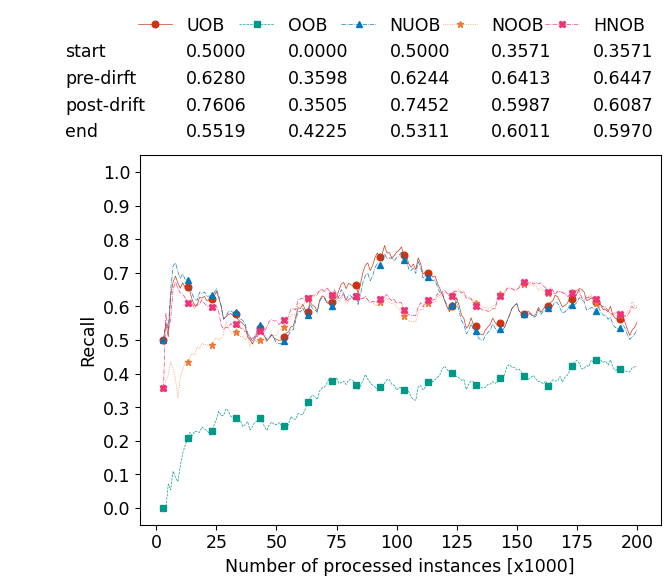 UOB OOB NUOB NOOB HNOB
start 0.5000 0.0000 0.5000 0.3571 0.3571
pre-dirft 0.6280 0.3598 0.6244 0.6413 0.6447
post-drift 0.7606 0.3505 0.7452 0.5987 0.6087
end 0.5519 0.4225 0.5311 0.6011 0.5970
1.0
0.9
0.8
0.7
0.6
0.5
0.4
0.3
0.2
0.1
0.0
Recall
0 25 50 75 100 125 150 175 200
Number of processed instances [x1000]